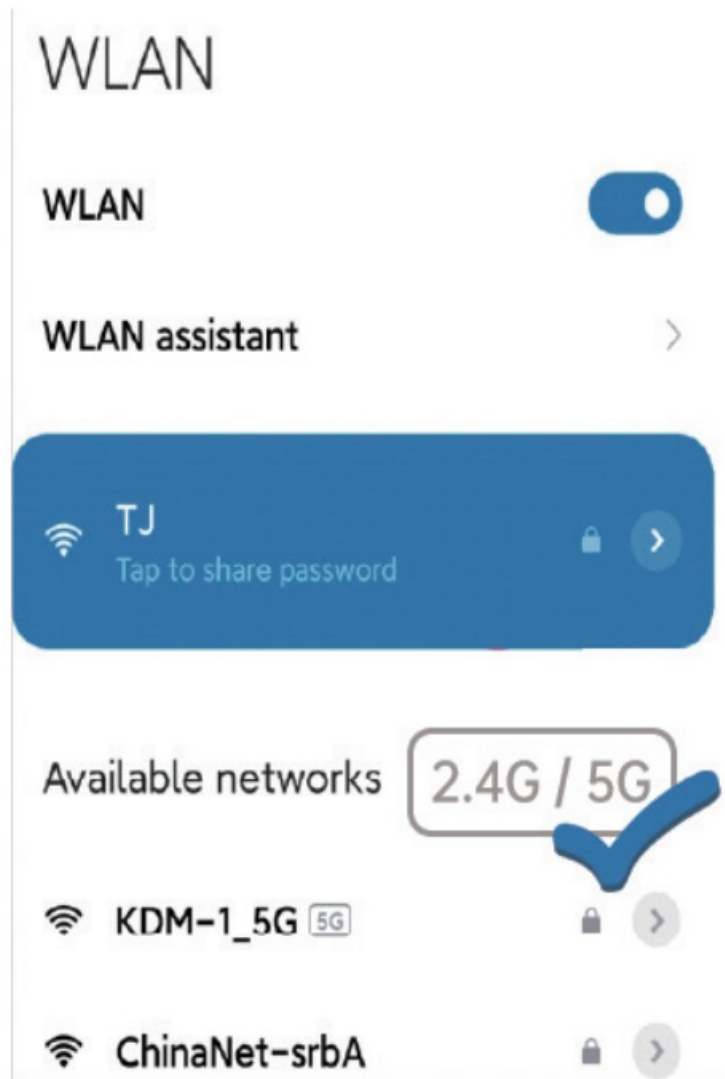 WLAN
WLAN
WLAN assistant
TJ
Tap to share password
Available networks 2.4G / 5G
KDM-1_5G 5G
ChinaNet-srbA